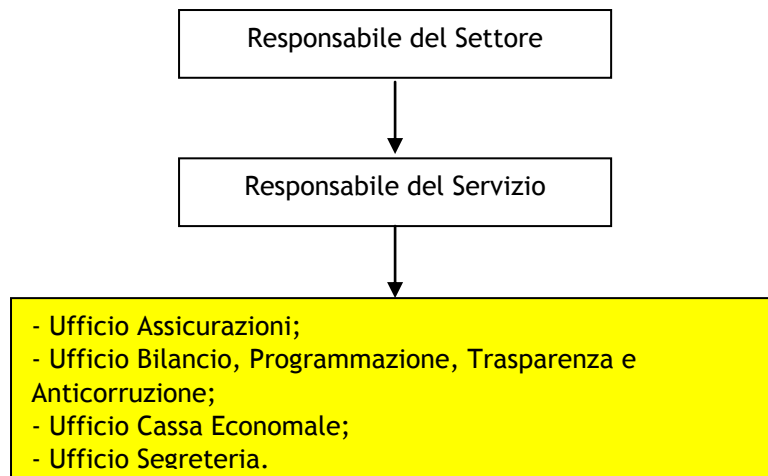 Responsabile del Settore
Responsabile del Servizio
- Ufficio Assicurazioni;
- Ufficio Bilancio, Programmazione, Trasparenza e
Anticorruzione;
- Ufficio Cassa Economale;
- Ufficio Segreteria.